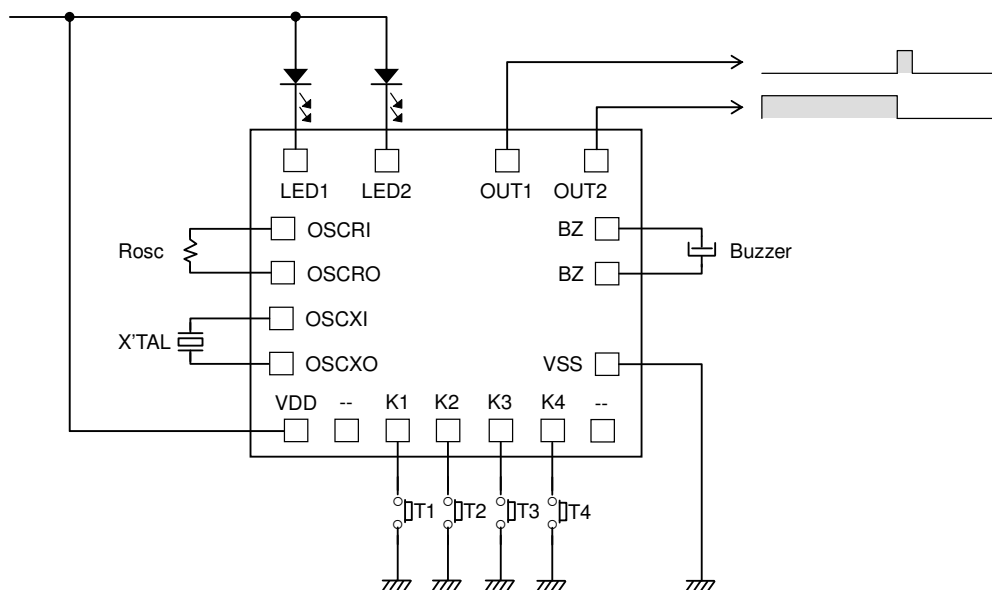 LED1 LED2 OUT1 OUT2
OSCRI BZ
Rosc Buzzer
OSCRO BZ
OSCXI
X'TAL
OSCXO VSS
VDD -- K1 K2 K3 K4 --
T1 T2 T3 T4